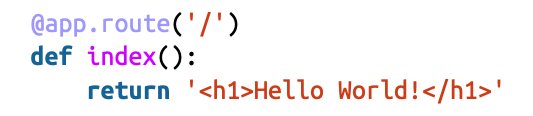 @app.route('/')
def index():
    return '<h1>Hello World!</h1>'